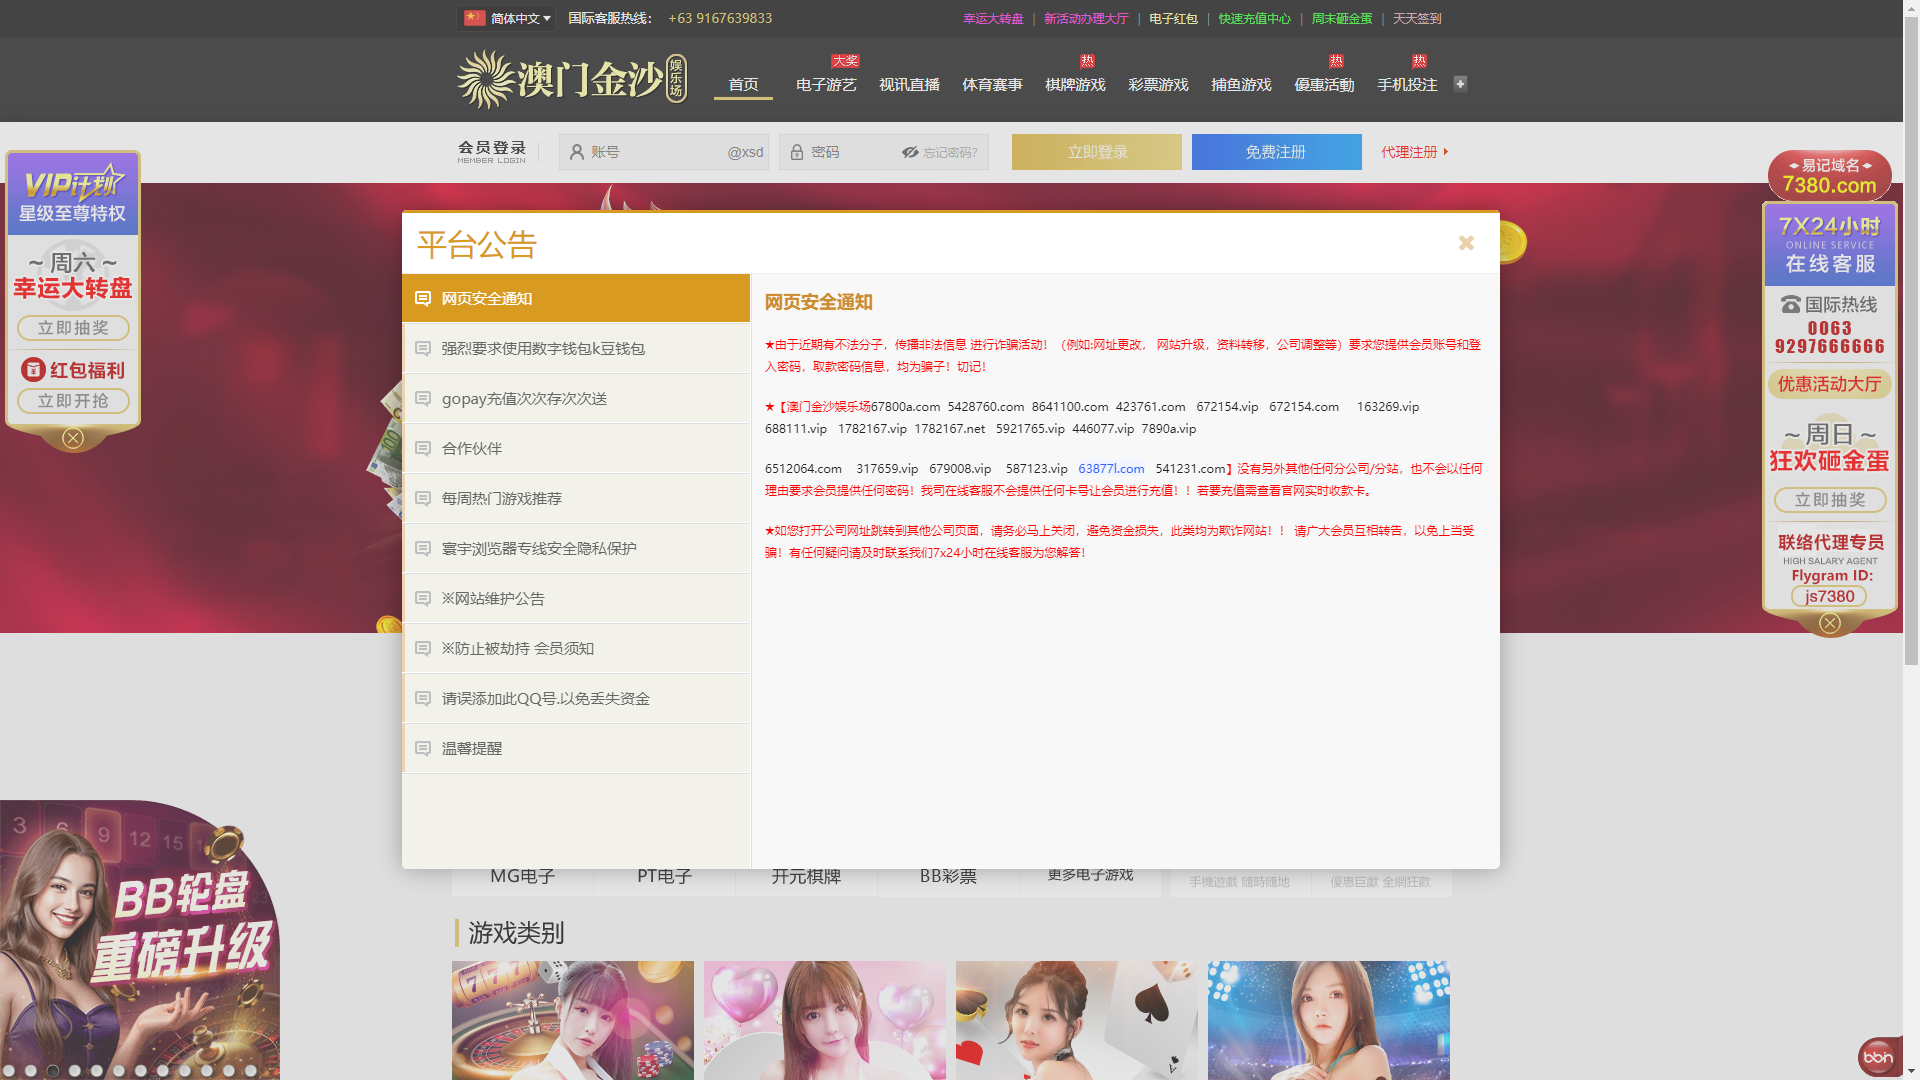 简体中文
国际客服热线： +63 9167639833
幸运大转盘 | 新活动办理大厅 | 电子红包 | 快速充值中心 | 周末砸金蛋 | 天天签到
澳门金沙 娱乐场
首页
电子游艺 大奖
视讯直播
体育赛事
棋牌游戏 热
彩票游戏
捕鱼游戏
優惠活動 热
手机投注 热
会员登录
MEMBER LOGIN
账号 @xsd
密码 忘记密码?
立即登录
免费注册
代理注册
VIP计划
星级至尊特权
~ 周六 ~
幸运大转盘
立即抽奖
红包福利
立即开抢
易记域名
7380.com
7X24小时
ONLINE SERVICE
在线客服
国际热线
0063
9297666666
优惠活动大厅
~ 周日 ~
狂欢砸金蛋
立即抽奖
联络代理专员
HIGH SALARY AGENT
Flygram ID:
js7380
平台公告
网页安全通知
强烈要求使用数字钱包k豆钱包
gopay充值次次存次次送
合作伙伴
每周热门游戏推荐
寰宇浏览器专线安全隐私保护
※网站维护公告
※防止被劫持 会员须知
请误添加此QQ号.以免丢失资金
温馨提醒
网页安全通知
★由于近期有不法分子，传播非法信息 进行诈骗活动！（例如:网址更改， 网站升级，资料转移，公司调整等）要求您提供会员账号和登
入密码，取款密码信息，均为骗子！切记！
★【澳门金沙娱乐场67800a.com 5428760.com 8641100.com 423761.com 672154.vip 672154.com 163269.vip
688111.vip 1782167.vip 1782167.net 5921765.vip 446077.vip 7890a.vip
6512064.com 317659.vip 679008.vip 587123.vip 63877l.com 541231.com】没有另外其他任何分公司/分站，也不会以任何
理由要求会员提供任何密码！我司在线客服不会提供任何卡号让会员进行充值！！若要充值需查看官网实时收款卡。
★如您打开公司网址跳转到其他公司页面，请务必马上关闭，避免资金损失，此类均为欺诈网站！！ 请广大会员互相转告，以免上当受
骗！有任何疑问请及时联系我们7x24小时在线客服为您解答！
MG电子
PT电子
开元棋牌
BB彩票
更多电子游戏
手機遊戲 隨時隨地
優惠巨獻 全網狂歡
游戏类别
3 6 9 12 15
BB轮盘
重磅升级
777
bbn